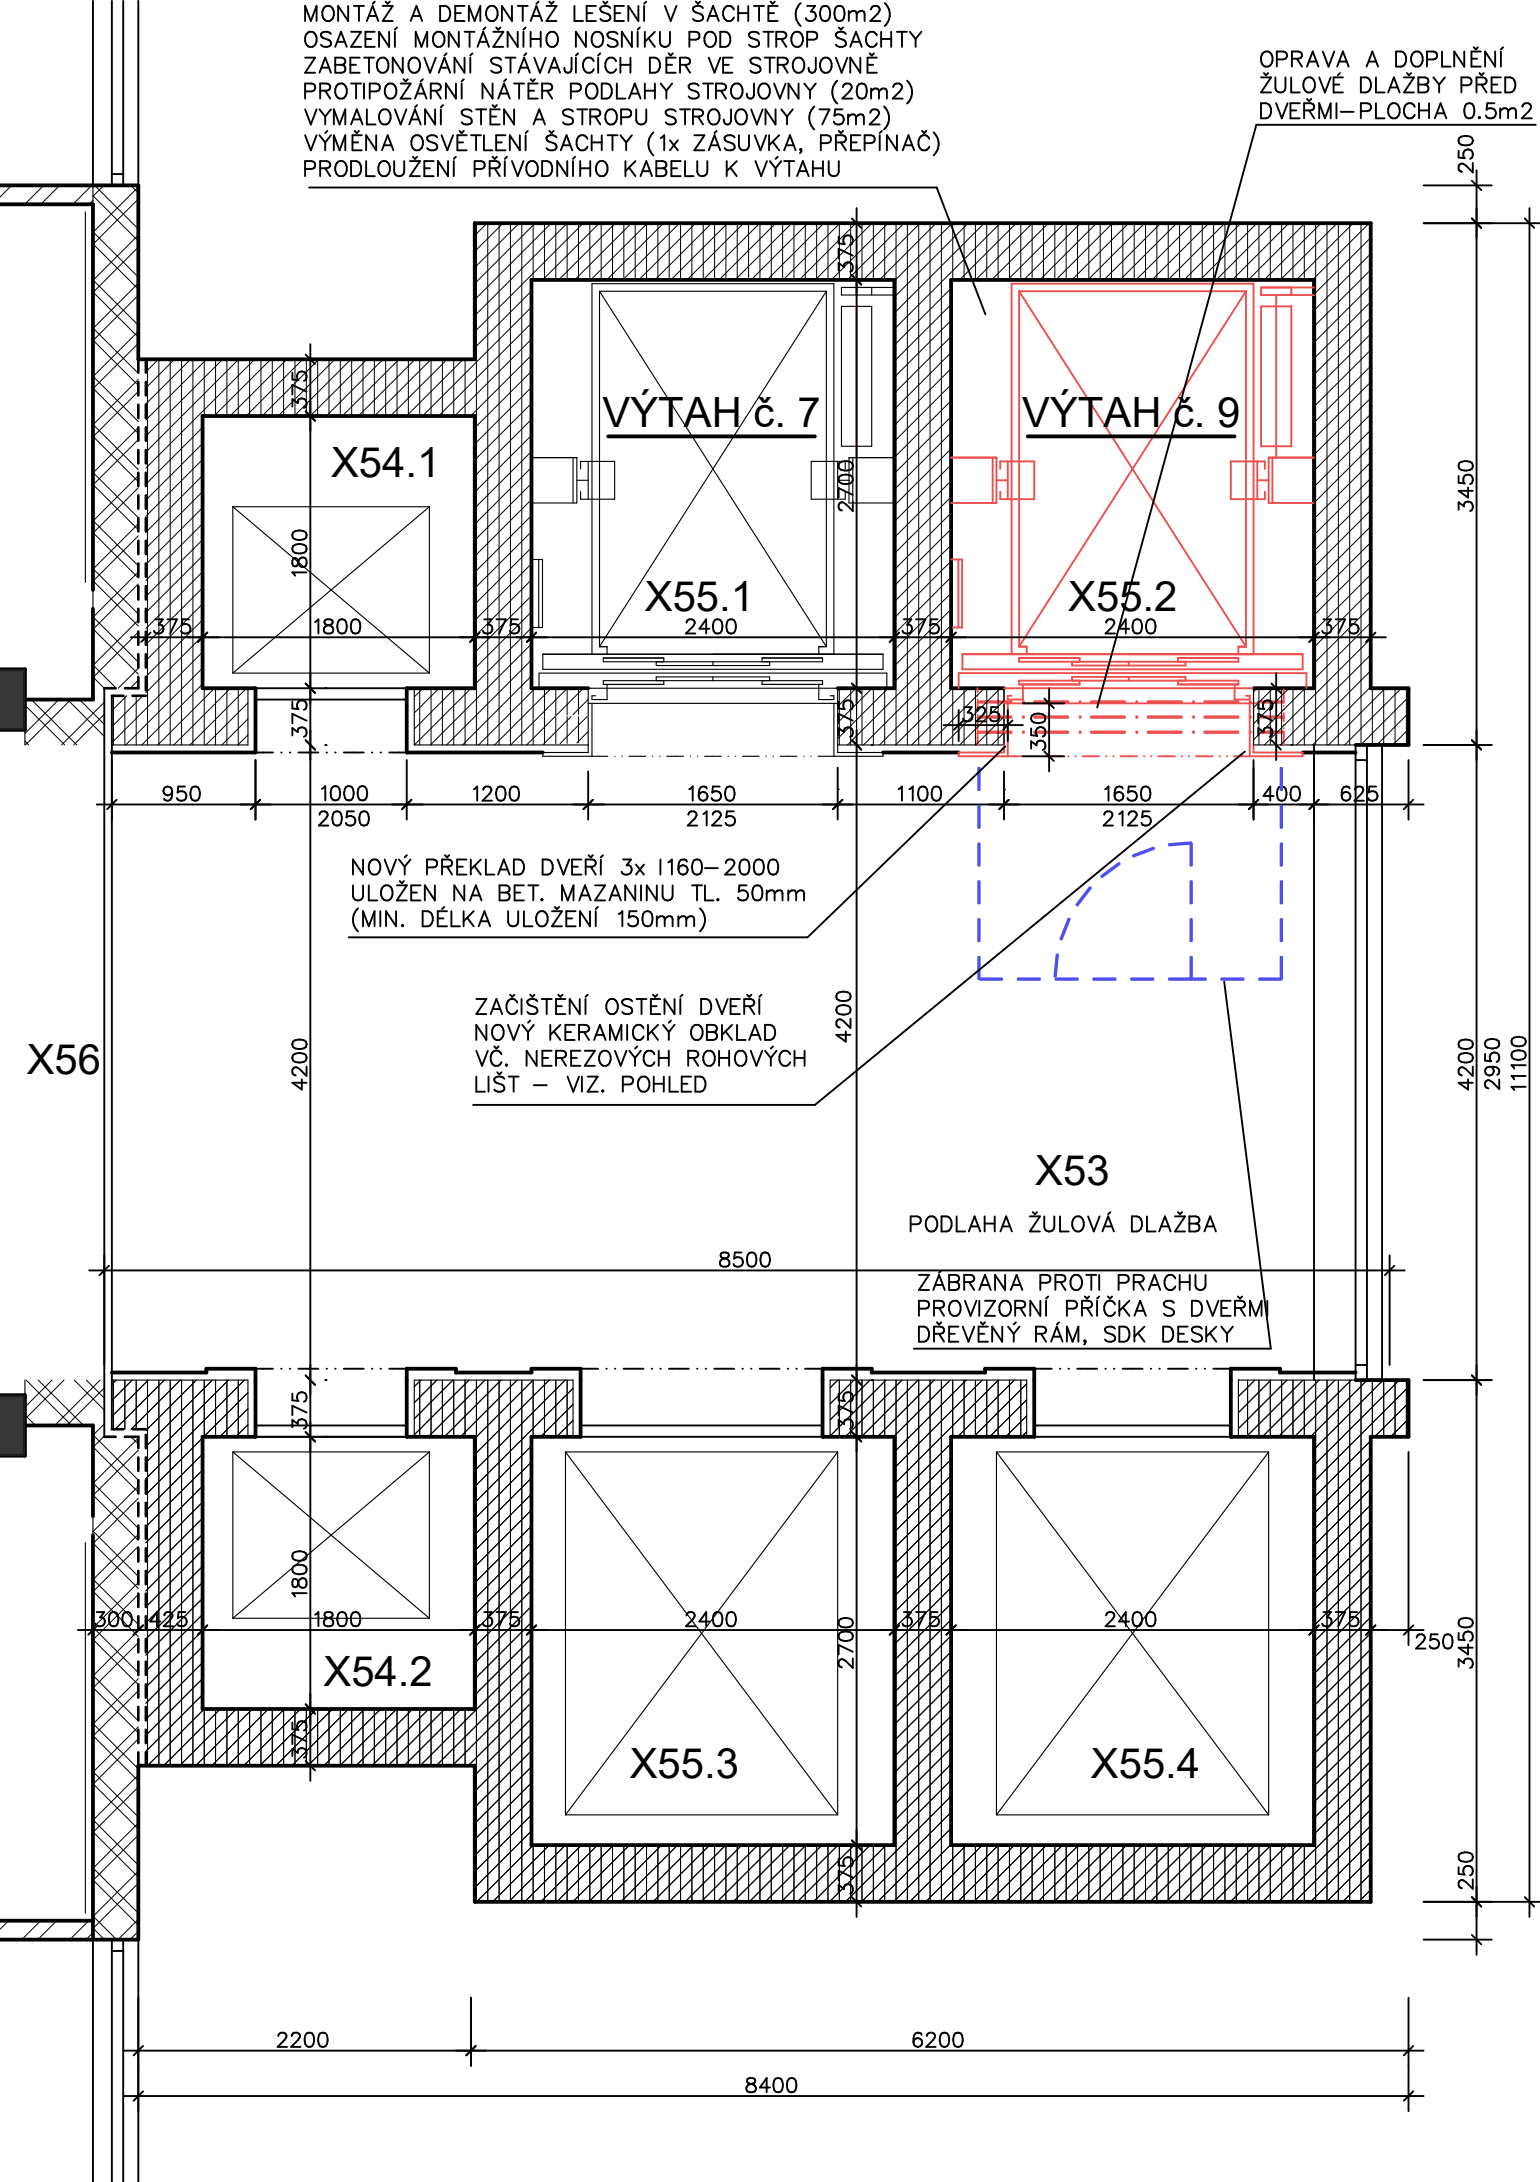 MONTÁŽ A DEMONTÁŽ LEŠENÍ V ŠACHTĚ (300m2)
OSAZENÍ MONTÁŽNÍHO NOSNÍKU POD STROP ŠACHTY
ZABETONOVÁNÍ STÁVAJÍCÍCH DĚR VE STROJOVNĚ
PROTIPOŽÁRNÍ NÁTĚR PODLAHY STROJOVNY (20m2)
VYMALOVÁNÍ STĚN A STROPU STROJOVNY (75m2)
VÝMĚNA OSVĚTLENÍ ŠACHTY (1x ZÁSUVKA, PŘEPÍNAČ)
PRODLOUŽENÍ PŘÍVODNÍHO KABELU K VÝTAHU
OPRAVA A DOPLNĚNÍ
ŽULOVÉ DLAŽBY PŘED
DVEŘMI-PLOCHA 0.5m2
250
375
375
VÝTAH č. 7
VÝTAH č. 9
X54.1
2700
3450
1800
X55.1
X55.2
375
1800
375
2400
375
2400
375
375
375
325
350
375
950
1000
1200
1650
1100
1650
400
625
2050
2125
2125
NOVÝ PŘEKLAD DVEŘÍ 3x I160-2000
ULOŽEN NA BET. MAZANINU TL. 50mm
(MIN. DÉLKA ULOŽENÍ 150mm)
ZAČIŠTĚNÍ OSTĚNÍ DVEŘÍ
NOVÝ KERAMICKÝ OBKLAD
VČ. NEREZOVÝCH ROHOVÝCH
LIŠT – VIZ. POHLED
X56
4200
4200
4200
2950
11100
X53
PODLAHA ŽULOVÁ DLAŽBA
8500
ZÁBRANA PROTI PRACHU
PROVIZORNÍ PŘÍČKA S DVEŘMI
DŘEVĚNÝ RÁM, SDK DESKY
375
375
1800
300
425
1800
375
2400
375
2400
375
250
2700
3450
X54.2
375
X55.3
X55.4
375
250
2200
6200
8400